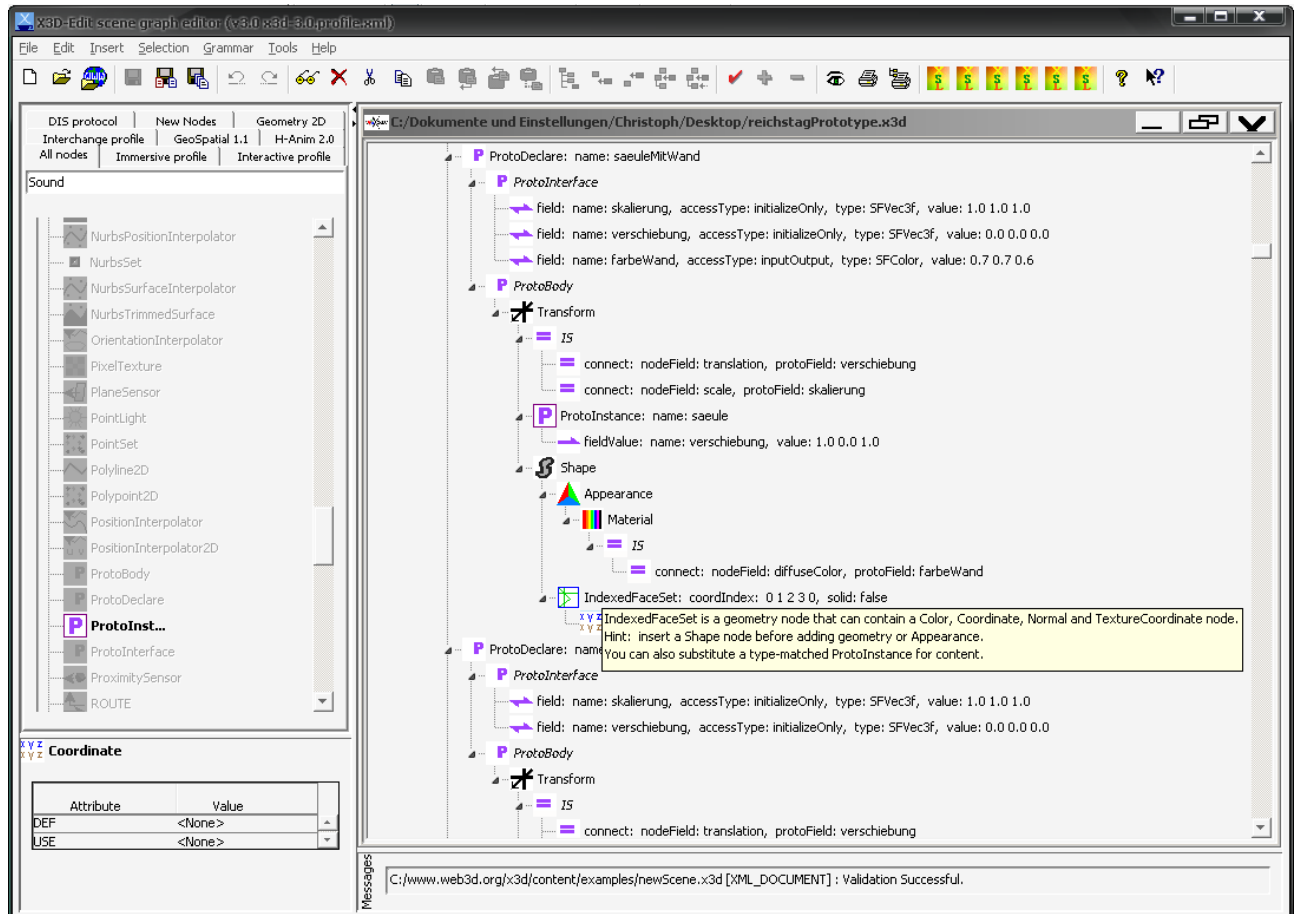 X3D-Edit scene graph editor (v3.0 x3d-3.0.profile.xml)
File Edit Insert Selection Grammar Tools Help
DIS protocol New Nodes Geometry 2D
Interchange profile GeoSpatial 1.1 H-Anim 2.0
All nodes Immersive profile Interactive profile
Sound
NurbsPositionInterpolator
NurbsSet
NurbsSurfaceInterpolator
NurbsTrimmedSurface
OrientationInterpolator
PixelTexture
PlaneSensor
PointLight
PointSet
Polyline2D
Polypoint2D
PositionInterpolator
PositionInterpolator2D
ProtoBody
ProtoDeclare
ProtoInst...
ProtoInterface
ProximitySensor
ROUTE
Coordinate
Attribute Value
DEF <None>
USE <None>
C:/Dokumente und Einstellungen/Christoph/Desktop/reichstagPrototype.x3d
ProtoDeclare: name: saeuleMitWand
ProtoInterface
field: name: skalierung, accessType: initializeOnly, type: SFVec3f, value: 1.0 1.0 1.0
field: name: verschiebung, accessType: initializeOnly, type: SFVec3f, value: 0.0 0.0 0.0
field: name: farbeWand, accessType: inputOutput, type: SFColor, value: 0.7 0.7 0.6
ProtoBody
Transform
IS
connect: nodeField: translation, protoField: verschiebung
connect: nodeField: scale, protoField: skalierung
ProtoInstance: name: saeule
fieldValue: name: verschiebung, value: 1.0 0.0 1.0
Shape
Appearance
Material
IS
connect: nodeField: diffuseColor, protoField: farbeWand
IndexedFaceSet: coordIndex: 0 1 2 3 0, solid: false
IndexedFaceSet is a geometry node that can contain a Color, Coordinate, Normal and TextureCoordinate node.
Hint: insert a Shape node before adding geometry or Appearance.
You can also substitute a type-matched ProtoInstance for content.
ProtoDeclare: name
ProtoInterface
field: name: skalierung, accessType: initializeOnly, type: SFVec3f, value: 1.0 1.0 1.0
field: name: verschiebung, accessType: initializeOnly, type: SFVec3f, value: 0.0 0.0 0.0
ProtoBody
Transform
IS
connect: nodeField: translation, protoField: verschiebung
Messages
C:/www.web3d.org/x3d/content/examples/newScene.x3d [XML_DOCUMENT] : Validation Successful.